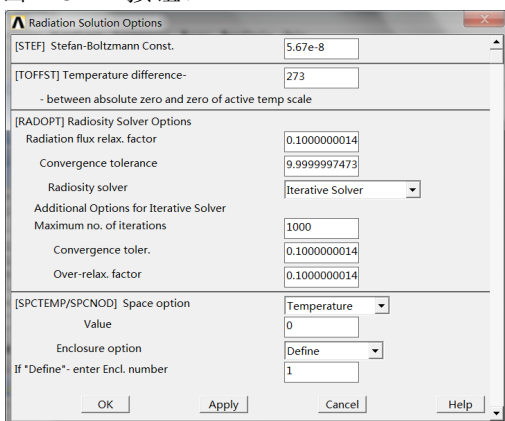 Radiation Solution Options
[STEF] Stefan-Boltzmann Const. 5.67e-8
[TOFFST] Temperature difference- 273
- between absolute zero and zero of active temp scale
[RADOPT] Radiosity Solver Options
Radiation flux relax. factor 0.1000000014
Convergence tolerance 9.9999997473
Radiosity solver Iterative Solver
Additional Options for Iterative Solver
Maximum no. of iterations 1000
Convergence toler. 0.1000000014
Over-relax. factor 0.1000000014
[SPCTEMP/SPCNOD] Space option Temperature
Value 0
Enclosure option Define
If "Define"- enter Encl. number 1
OK Apply Cancel Help